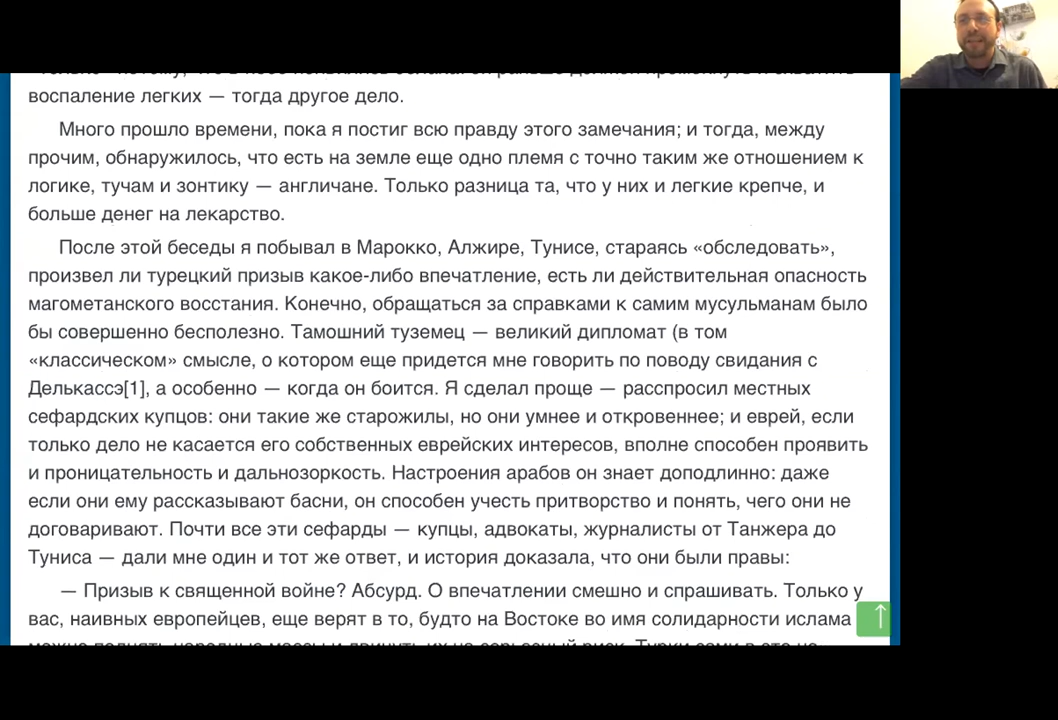 воспаление легких — тогда другое дело.
Много прошло времени, пока я постиг всю правду этого замечания; и тогда, между
прочим, обнаружилось, что есть на земле еще одно племя с точно таким же отношением к
логике, тучам и зонтику — англичане. Только разница та, что у них и легкие крепче, и
больше денег на лекарство.
После этой беседы я побывал в Марокко, Алжире, Тунисе, стараясь «обследовать»,
произвел ли турецкий призыв какое-либо впечатление, есть ли действительная опасность
магометанского восстания. Конечно, обращаться за справками к самим мусульманам было
бы совершенно бесполезно. Тамошний туземец — великий дипломат (в том
«классическом» смысле, о котором еще придется мне говорить по поводу свидания с
Делькассэ[1], а особенно — когда он боится. Я сделал проще — расспросил местных
сефардских купцов: они такие же старожилы, но они умнее и откровеннее; и еврей, если
только дело не касается его собственных еврейских интересов, вполне способен проявить
и проницательность и дальнозоркость. Настроения арабов он знает доподлинно: даже
если они ему рассказывают басни, он способен учесть притворство и понять, чего они не
договаривают. Почти все эти сефарды — купцы, адвокаты, журналисты от Танжера до
Туниса — дали мне один и тот же ответ, и история доказала, что они были правы:
— Призыв к священной войне? Абсурд. О впечатлении смешно и спрашивать. Только у
вас, наивных европейцев, еще верят в то, будто на Востоке во имя солидарности ислама